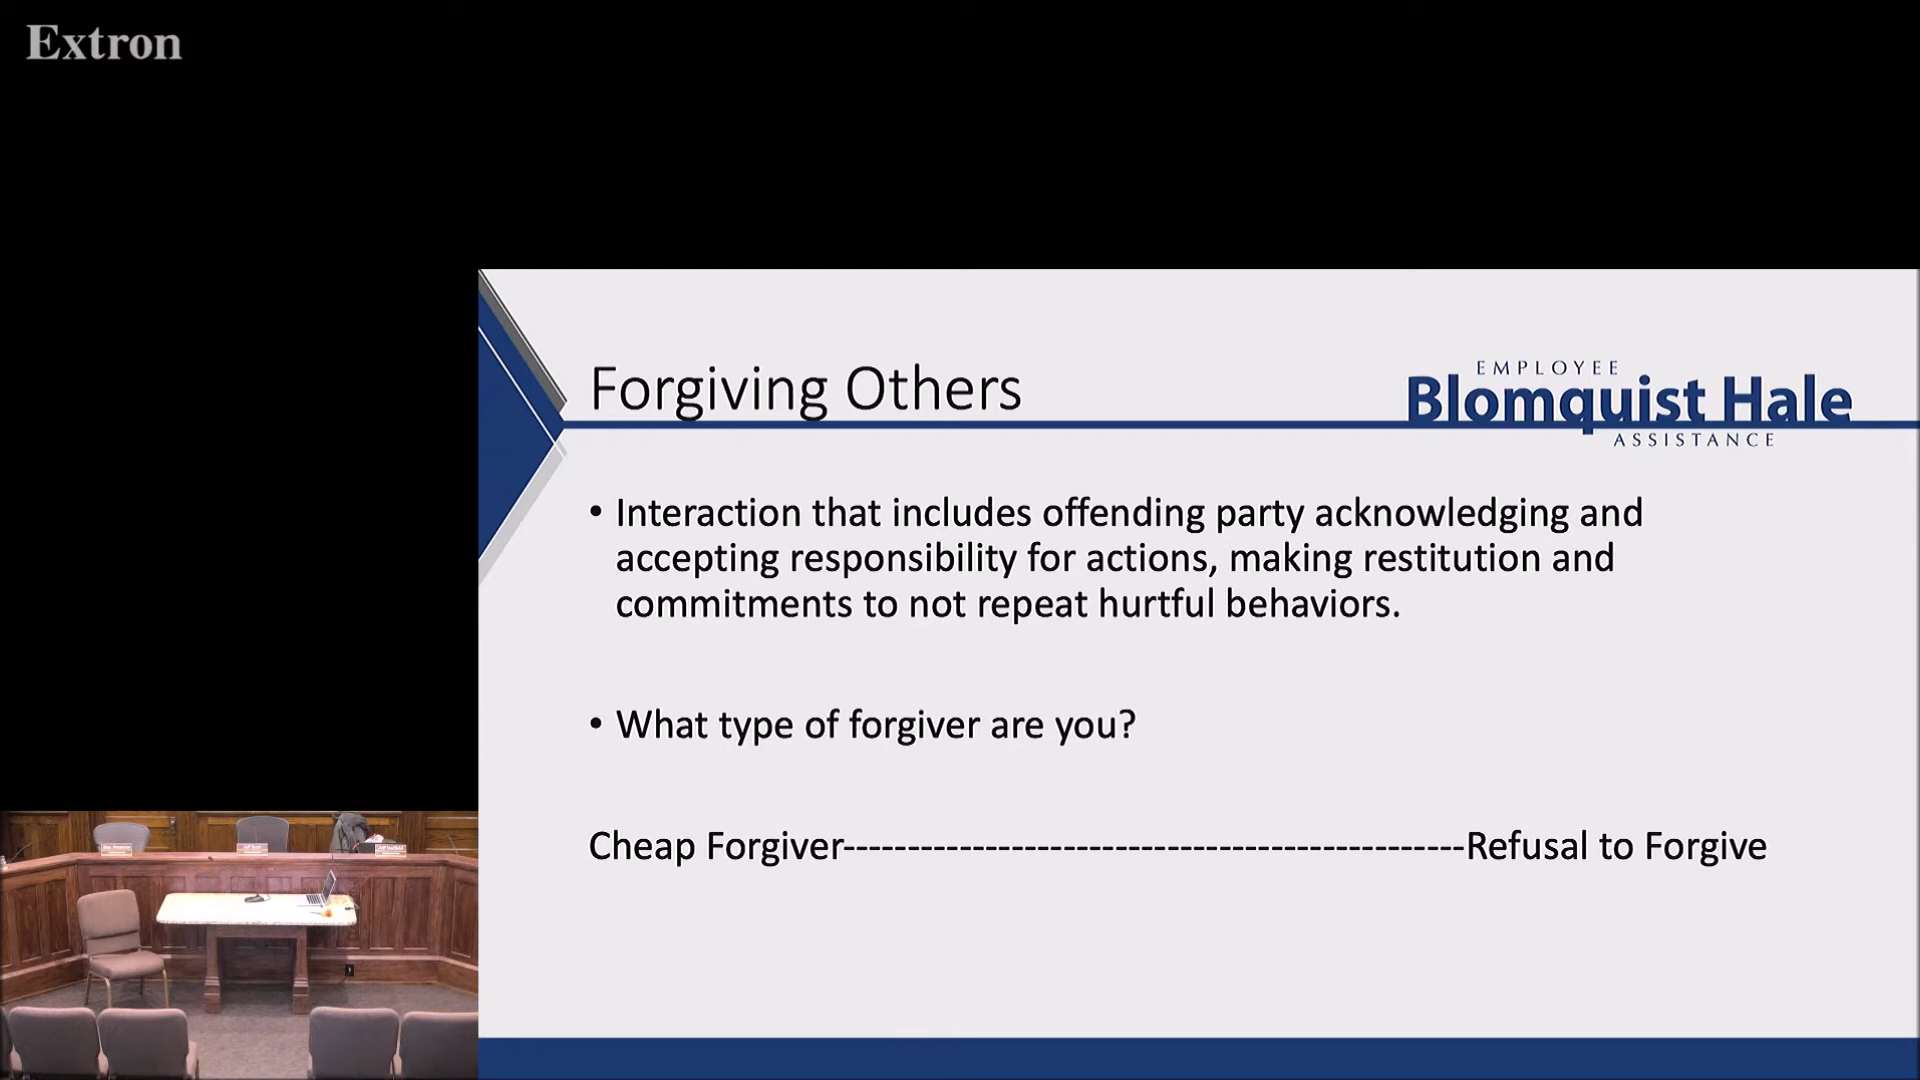 Extron
Forgiving Others
EMPLOYEE
Blomquist Hale
ASSISTANCE
• Interaction that includes offending party acknowledging and
accepting responsibility for actions, making restitution and
commitments to not repeat hurtful behaviors.
• What type of forgiver are you?
Cheap Forgiver------------------------------------------------Refusal to Forgive